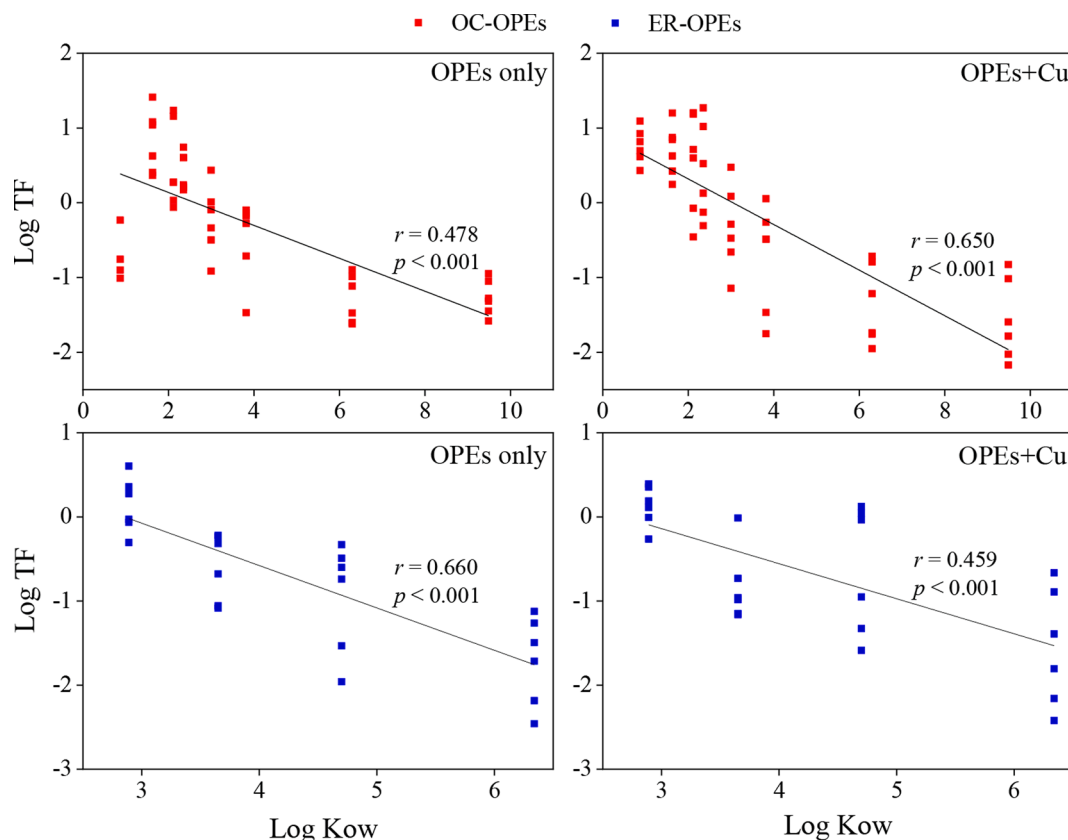 OC-OPEs ER-OPEs
OPEs only
2
1
0
-1
-2
Log TF
r = 0.478
p < 0.001
0 2 4 6 8 10
OPEs+Cu
2
1
0
-1
-2
r = 0.650
p < 0.001
0 2 4 6 8 10
OPEs only
1
0
-1
-2
-3
Log TF
r = 0.660
p < 0.001
3 4 5 6
Log Kow
OPEs+Cu
1
0
-1
-2
-3
r = 0.459
p < 0.001
3 4 5 6
Log Kow